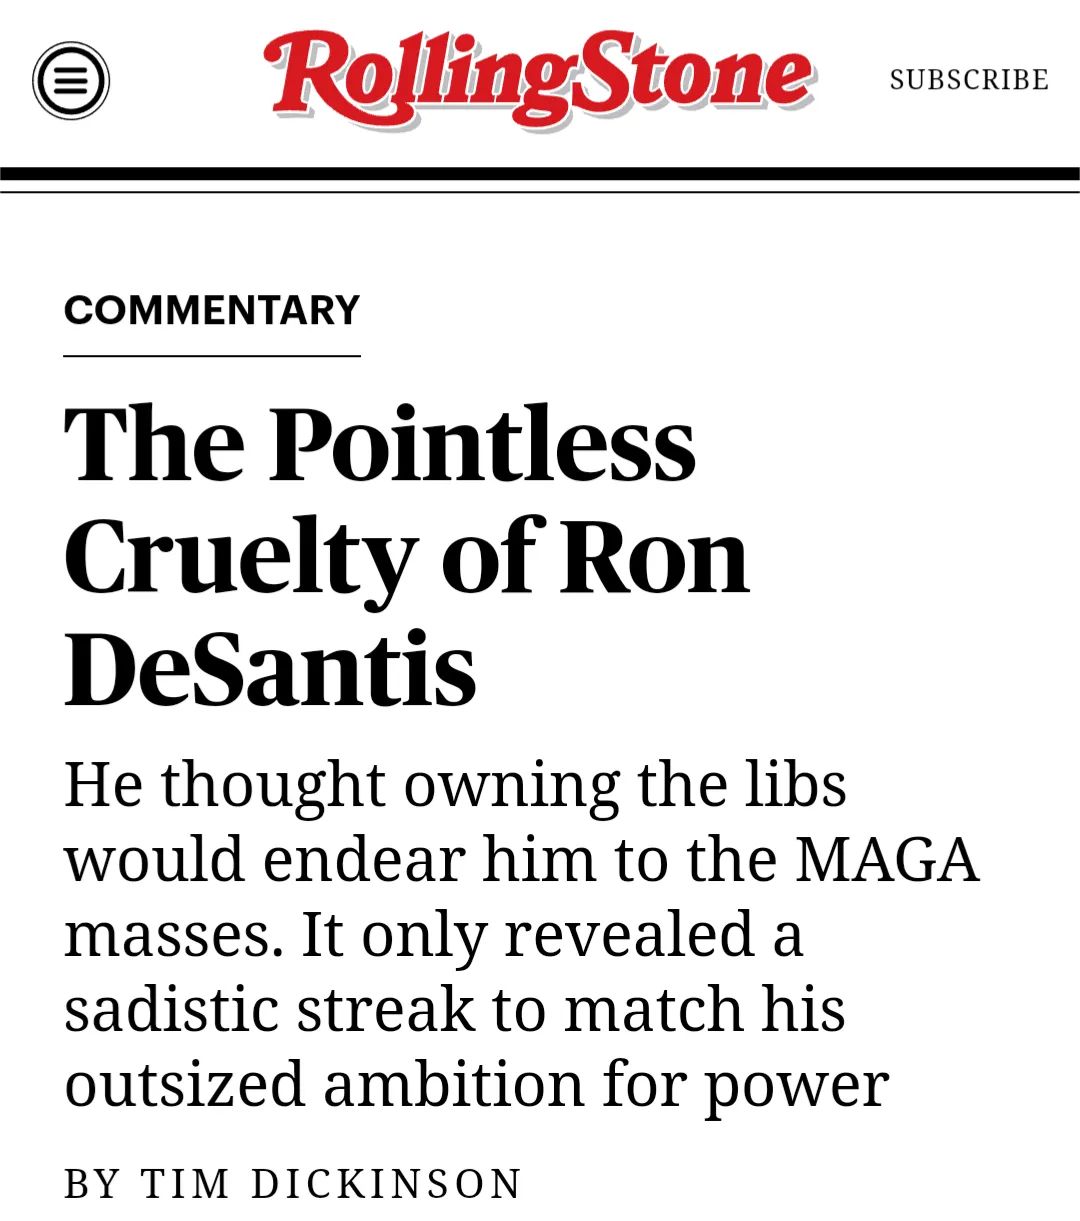 RollingStone
SUBSCRIBE
COMMENTARY
The Pointless
Cruelty of Ron
DeSantis
He thought owning the libs
would endear him to the MAGA
masses. It only revealed a
sadistic streak to match his
outsized ambition for power
BY TIM DICKINSON